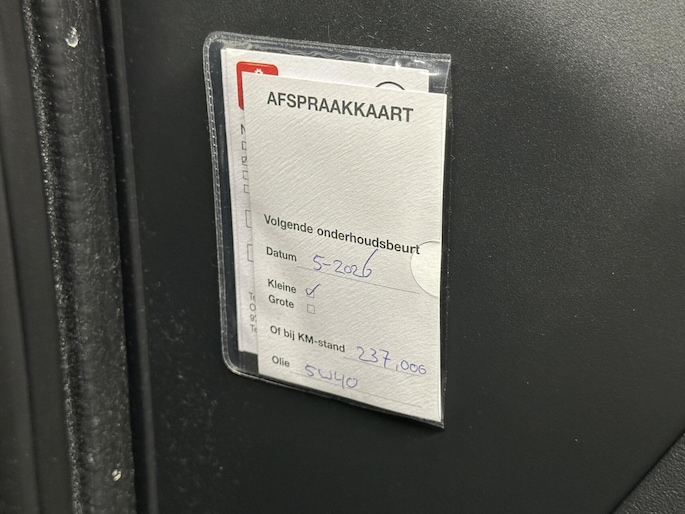 AFSPRAAKKAART
Volgende onderhoudsbeurt
Datum 5-2026
Kleine
Grote
Of bij KM-stand 237,000
Olie 5W40